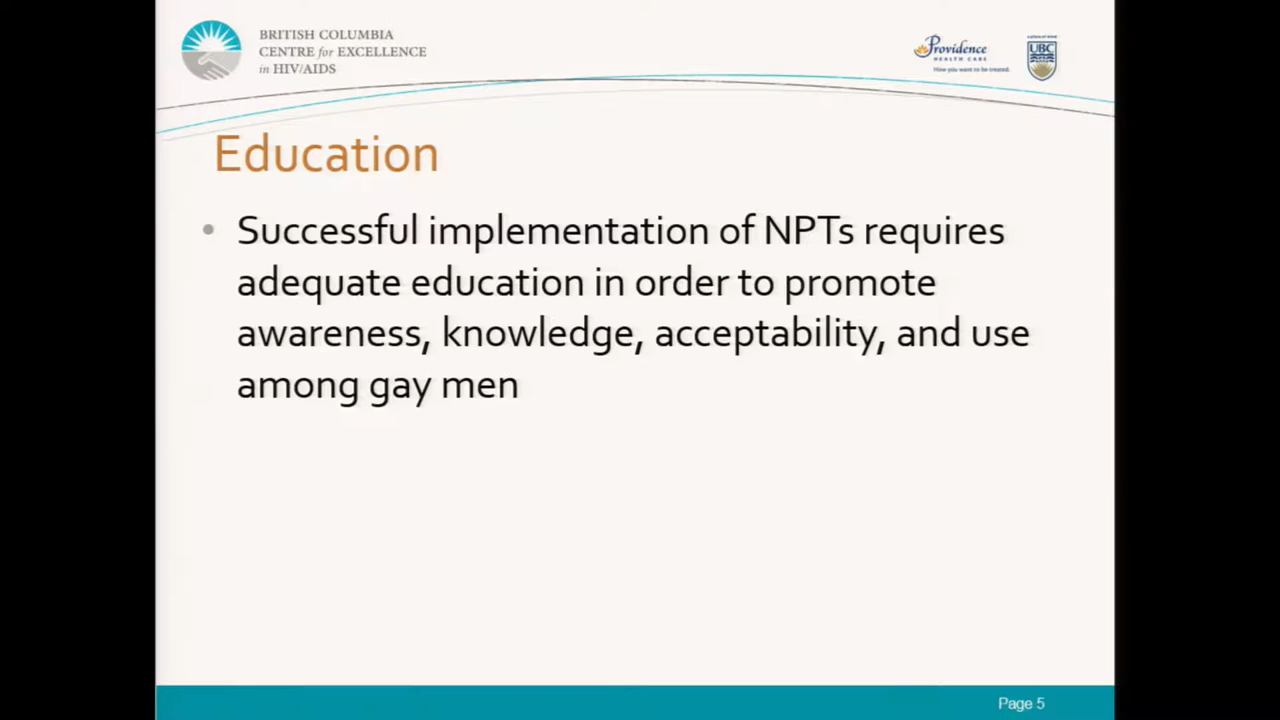 BRITISH COLUMBIA
CENTRE for EXCELLENCE
in HIV/AIDS
Providence
HEALTH CARE
How you want to be treated.
UBC
Education
• Successful implementation of NPTs requires
adequate education in order to promote
awareness, knowledge, acceptability, and use
among gay men
Page 5